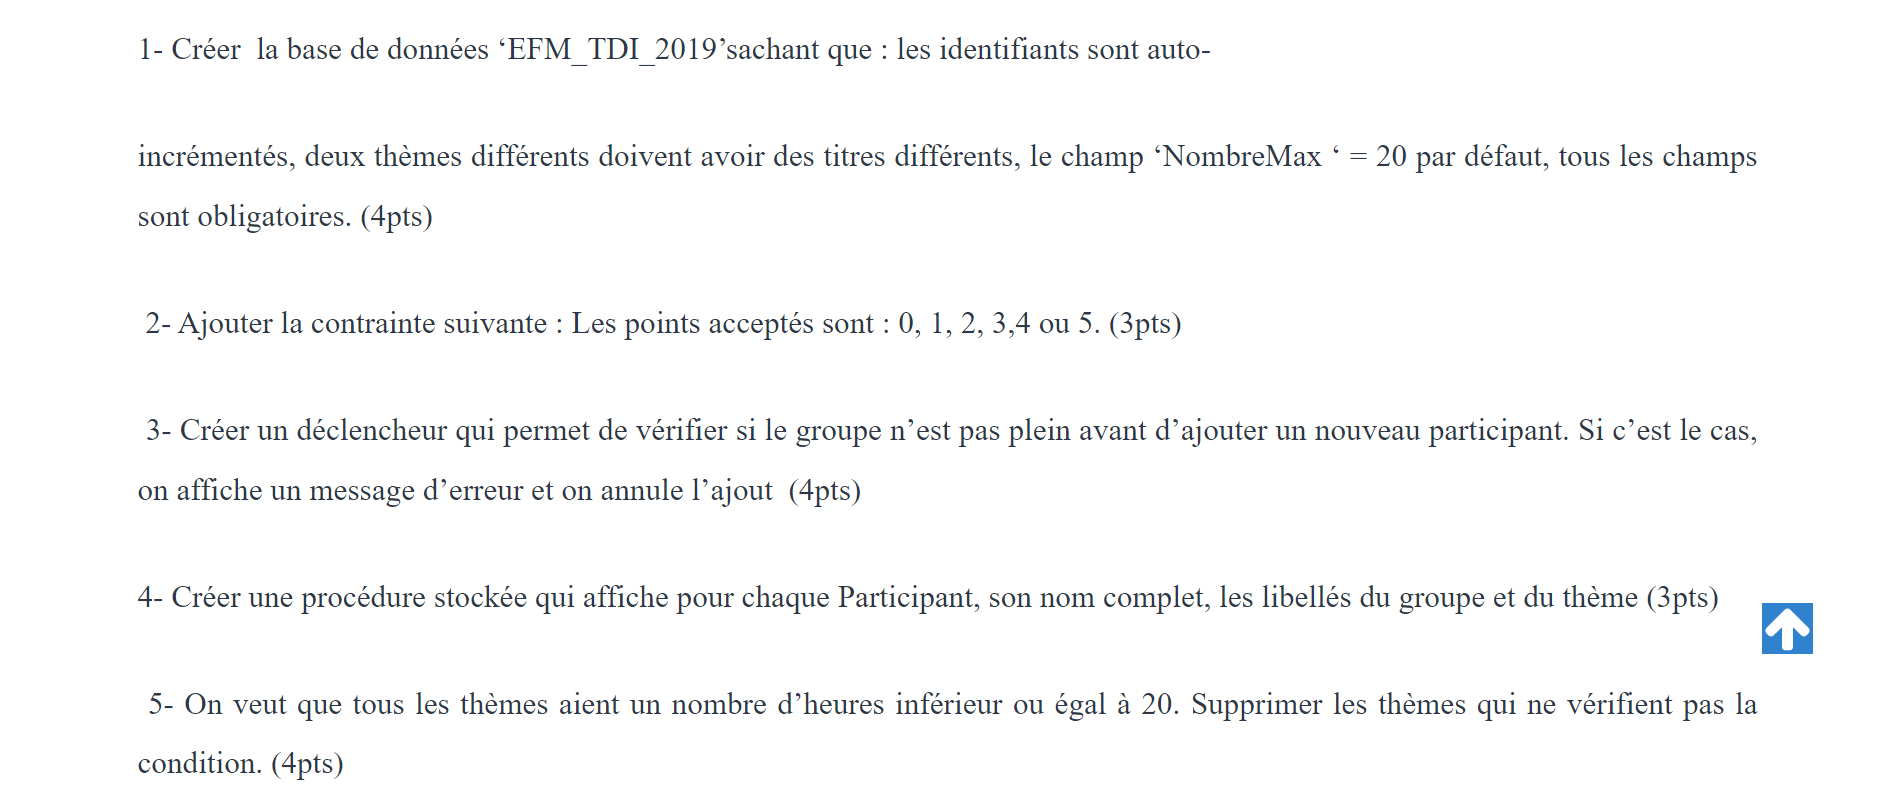 1- Créer  la base de données ‘EFM_TDI_2019’sachant que : les identifiants sont auto-
incrémentés, deux thèmes différents doivent avoir des titres différents, le champ ‘NombreMax ‘ = 20 par défaut, tous les champs
sont obligatoires. (4pts)
2- Ajouter la contrainte suivante : Les points acceptés sont : 0, 1, 2, 3,4 ou 5. (3pts)
3- Créer un déclencheur qui permet de vérifier si le groupe n’est pas plein avant d’ajouter un nouveau participant. Si c’est le cas,
on affiche un message d’erreur et on annule l’ajout  (4pts)
4- Créer une procédure stockée qui affiche pour chaque Participant, son nom complet, les libellés du groupe et du thème (3pts)
5- On veut que tous les thèmes aient un nombre d’heures inférieur ou égal à 20. Supprimer les thèmes qui ne vérifient pas la
condition. (4pts)